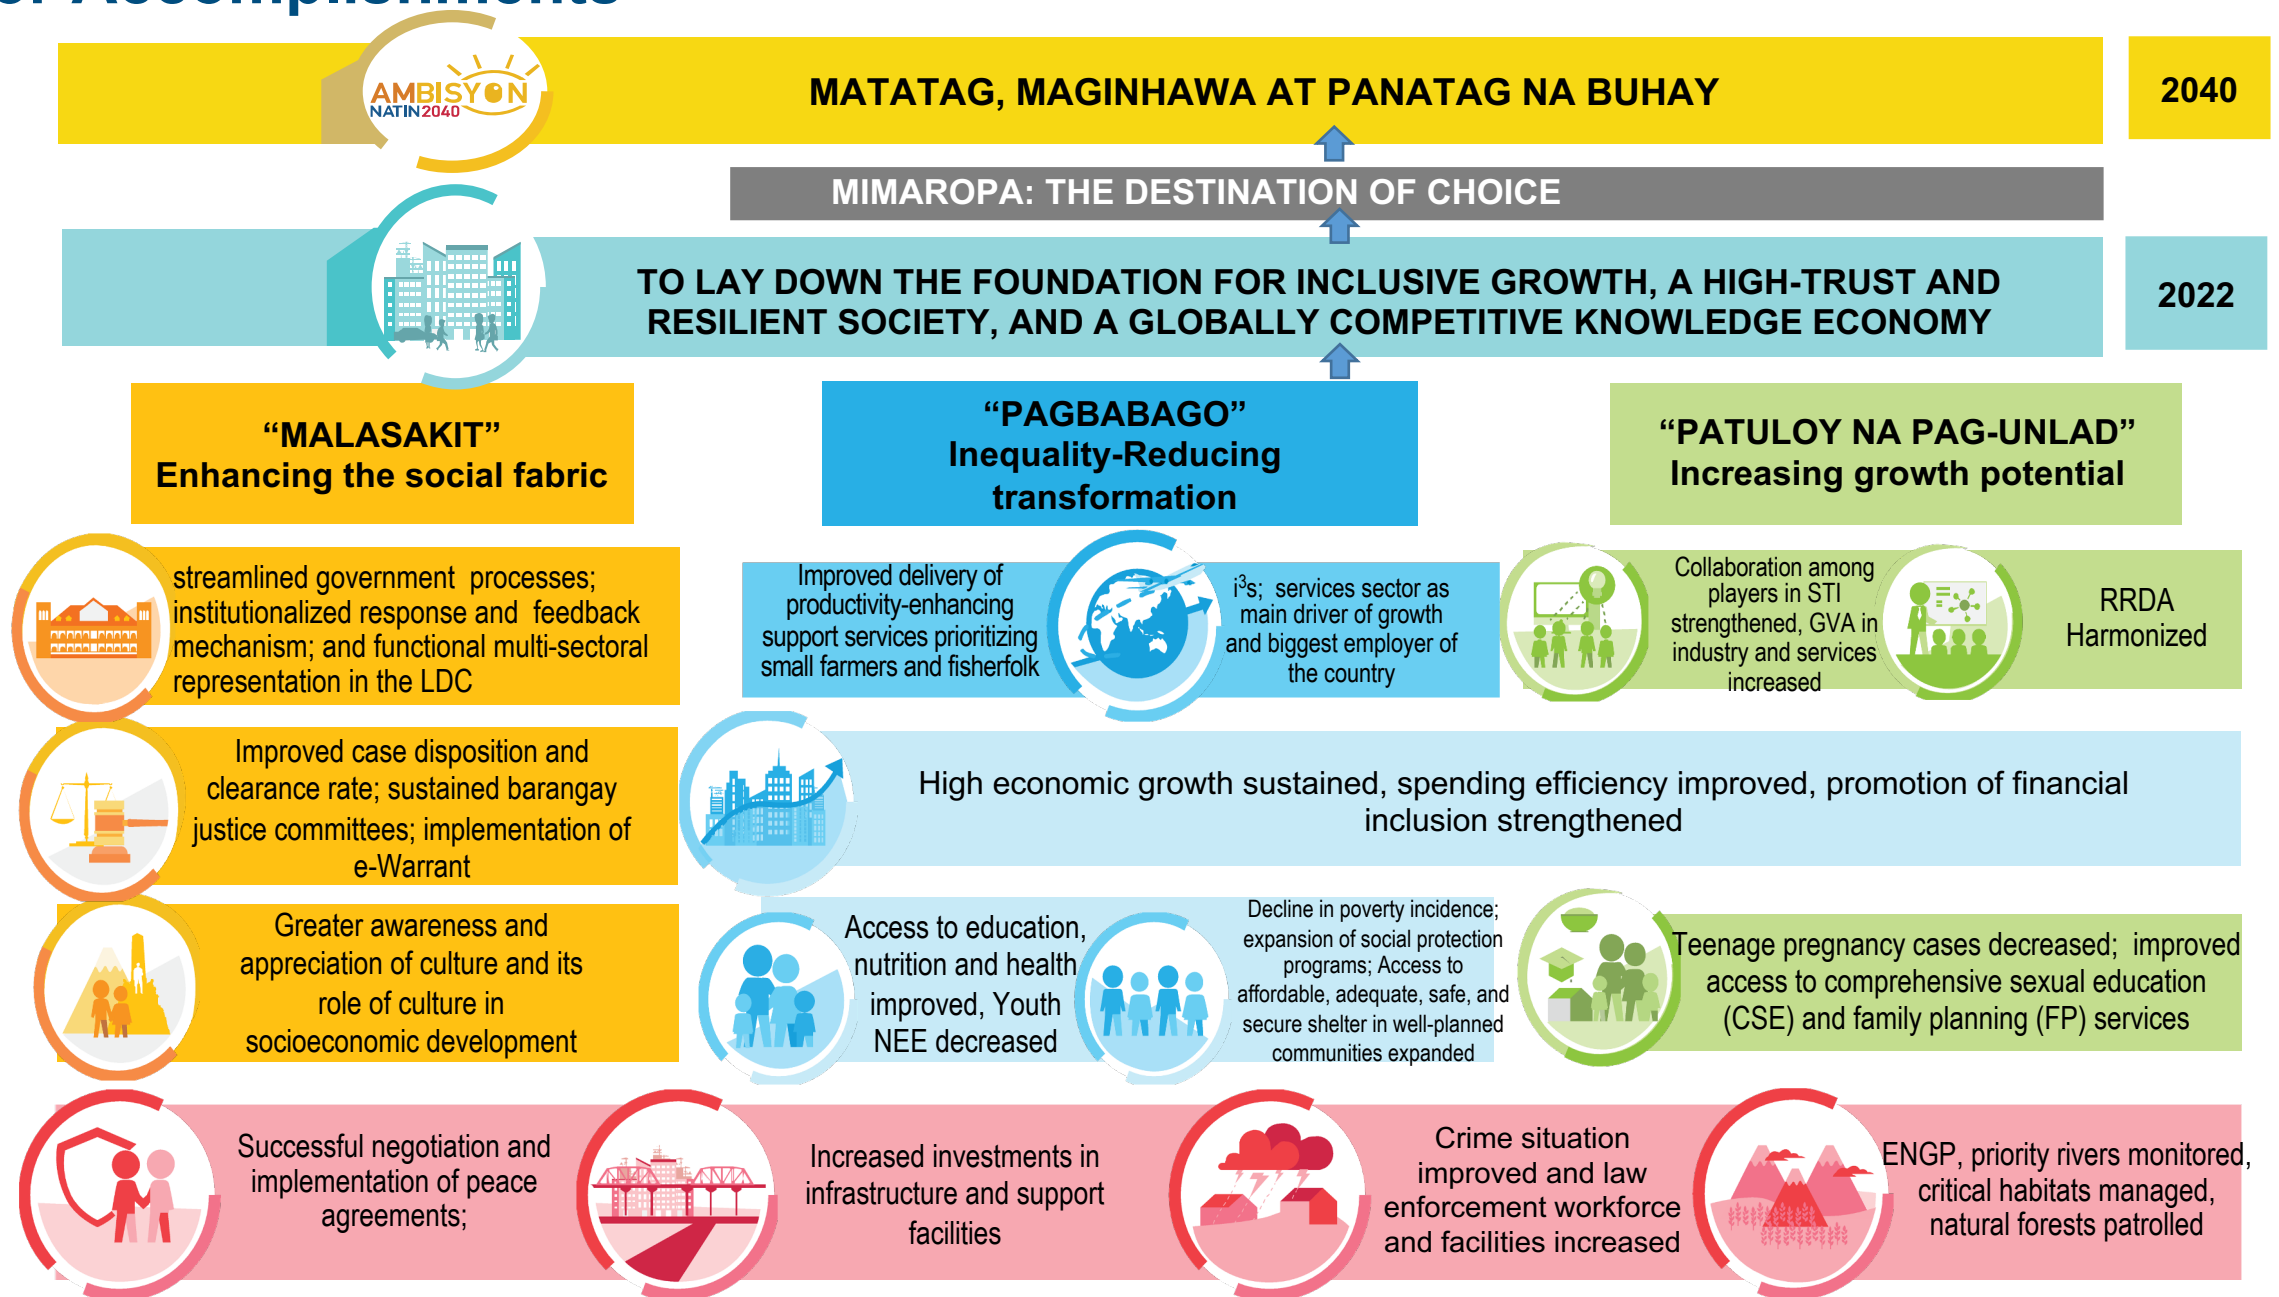 Accomplishments
AMBISYON
NATIN2040
MATATAG, MAGINHAWA AT PANATAG NA BUHAY
2040
MIMAROPA: THE DESTINATION OF CHOICE
TO LAY DOWN THE FOUNDATION FOR INCLUSIVE GROWTH, A HIGH-TRUST AND
RESILIENT SOCIETY, AND A GLOBALLY COMPETITIVE KNOWLEDGE ECONOMY
2022
“MALASAKIT”
Enhancing the social fabric
“PAGBABAGO”
Inequality-Reducing
transformation
“PATULOY NA PAG-UNLAD”
Increasing growth potential
streamlined government processes;
institutionalized response and feedback
mechanism; and functional multi-sectoral
representation in the LDC
Improved delivery of
productivity-enhancing
support services prioritizing
small farmers and fisherfolk
i³s; services sector as
main driver of growth
and biggest employer of
the country
Collaboration among
players in STI
strengthened, GVA in
industry and services
increased
RRDA
Harmonized
Improved case disposition and
clearance rate; sustained barangay
justice committees; implementation of
e-Warrant
High economic growth sustained, spending efficiency improved, promotion of financial
inclusion strengthened
Greater awareness and
appreciation of culture and its
role of culture in
socioeconomic development
Access to education,
nutrition and health
improved, Youth
NEE decreased
Decline in poverty incidence;
expansion of social protection
programs; Access to
affordable, adequate, safe, and
secure shelter in well-planned
communities expanded
Teenage pregnancy cases decreased; improved
access to comprehensive sexual education
(CSE) and family planning (FP) services
Successful negotiation and
implementation of peace
agreements;
Increased investments in
infrastructure and support
facilities
Crime situation
improved and law
enforcement workforce
and facilities increased
ENGP, priority rivers monitored,
critical habitats managed,
natural forests patrolled